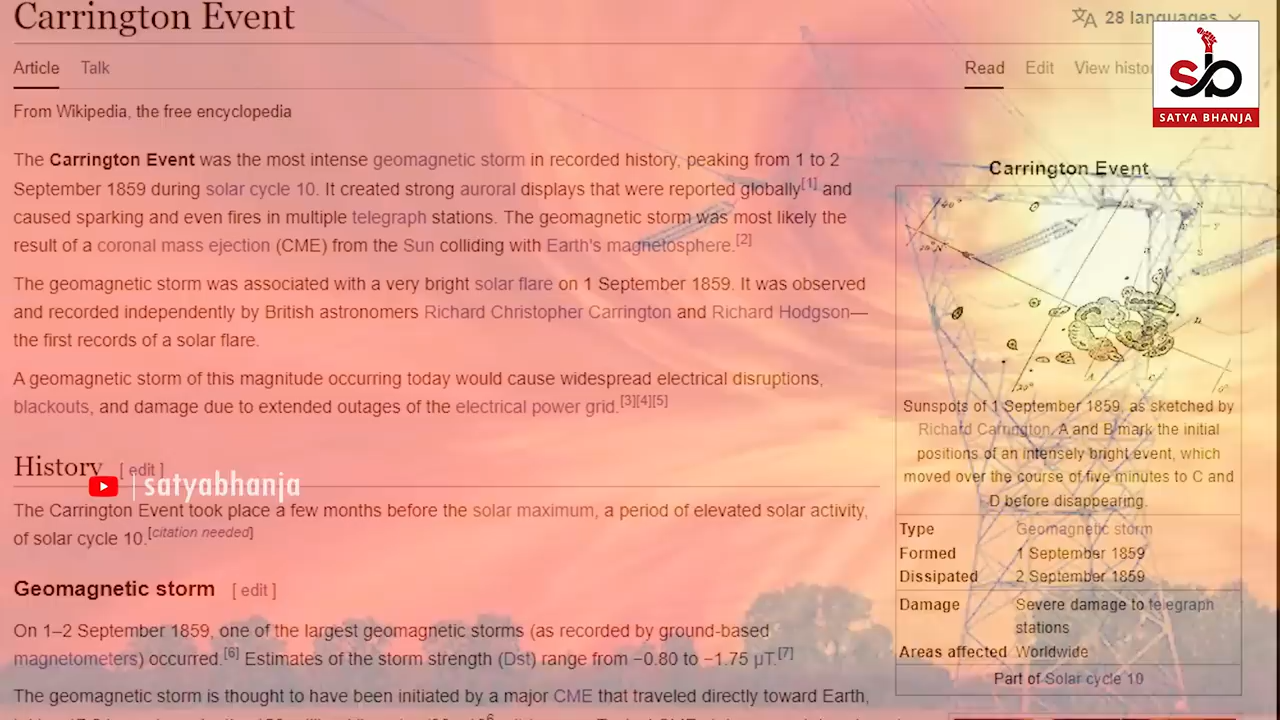 Carrington Event
28 languages
Article Talk
Read Edit View histo
From Wikipedia, the free encyclopedia
sb
SATYA BHANJA
The Carrington Event was the most intense geomagnetic storm in recorded history, peaking from 1 to 2
September 1859 during solar cycle 10. It created strong auroral displays that were reported globally[1] and
caused sparking and even fires in multiple telegraph stations. The geomagnetic storm was most likely the
result of a coronal mass ejection (CME) from the Sun colliding with Earth's magnetosphere.[2]
The geomagnetic storm was associated with a very bright solar flare on 1 September 1859. It was observed
and recorded independently by British astronomers Richard Christopher Carrington and Richard Hodgson—
the first records of a solar flare.
A geomagnetic storm of this magnitude occurring today would cause widespread electrical disruptions,
blackouts, and damage due to extended outages of the electrical power grid.[3][4][5]
History [ edit ]
satyabhanja
The Carrington Event took place a few months before the solar maximum, a period of elevated solar activity,
of solar cycle 10.[citation needed]
Geomagnetic storm [ edit ]
On 1–2 September 1859, one of the largest geomagnetic storms (as recorded by ground-based
magnetometers) occurred.[6] Estimates of the storm strength (Dst) range from −0.80 to −1.75 µT.[7]
The geomagnetic storm is thought to have been initiated by a major CME that traveled directly toward Earth,
Carrington Event
Sunspots of 1 September 1859, as sketched by
Richard Carrington. A and B mark the initial
positions of an intensely bright event, which
moved over the course of five minutes to C and
D before disappearing.
Type Geomagnetic storm
Formed 1 September 1859
Dissipated 2 September 1859
Damage Severe damage to telegraph
stations
Areas affected Worldwide
Part of Solar cycle 10